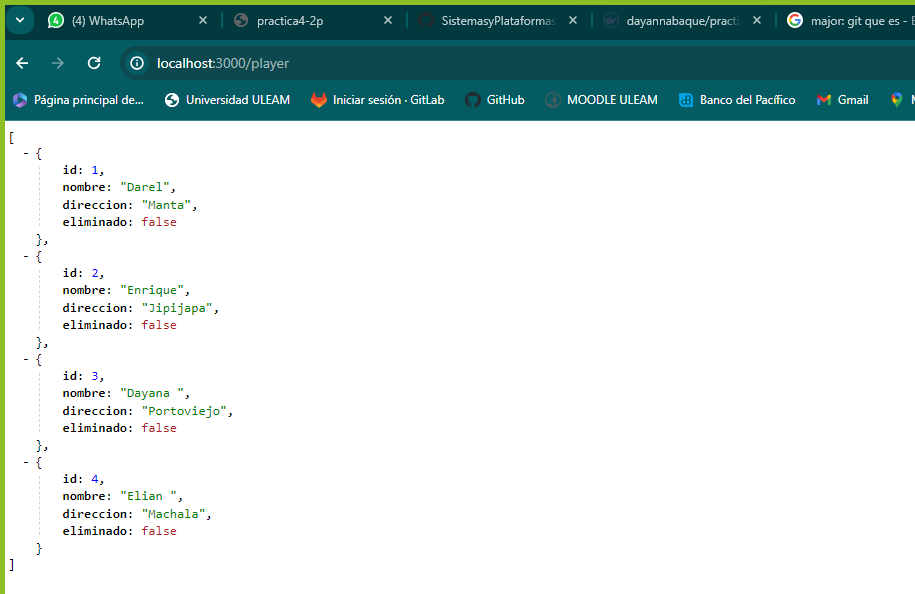 (4) WhatsApp
practica4-2p
SistemasyPlataformas
dayannabaque/practi
major: git que es - B
localhost:3000/player
Página principal de...
Universidad ULEAM
Iniciar sesión · GitLab
GitHub
MOODLE ULEAM
Banco del Pacífico
Gmail
[
- {
id: 1,
nombre: "Darel",
direccion: "Manta",
eliminado: false
},
- {
id: 2,
nombre: "Enrique",
direccion: "Jipijapa",
eliminado: false
},
- {
id: 3,
nombre: "Dayana ",
direccion: "Portoviejo",
eliminado: false
},
- {
id: 4,
nombre: "Elian ",
direccion: "Machala",
eliminado: false
}
]